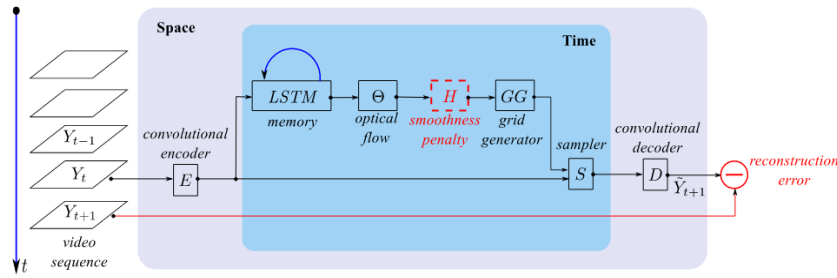 Space
Time
LSTM
memory
Θ
optical
flow
H
smoothness
penalty
GG
grid
generator
convolutional
encoder
sampler
convolutional
decoder
Y_{t-1}
Y_t
E
S
D
Ỹ_{t+1}
reconstruction
error
Y_{t+1}
video
sequence
t